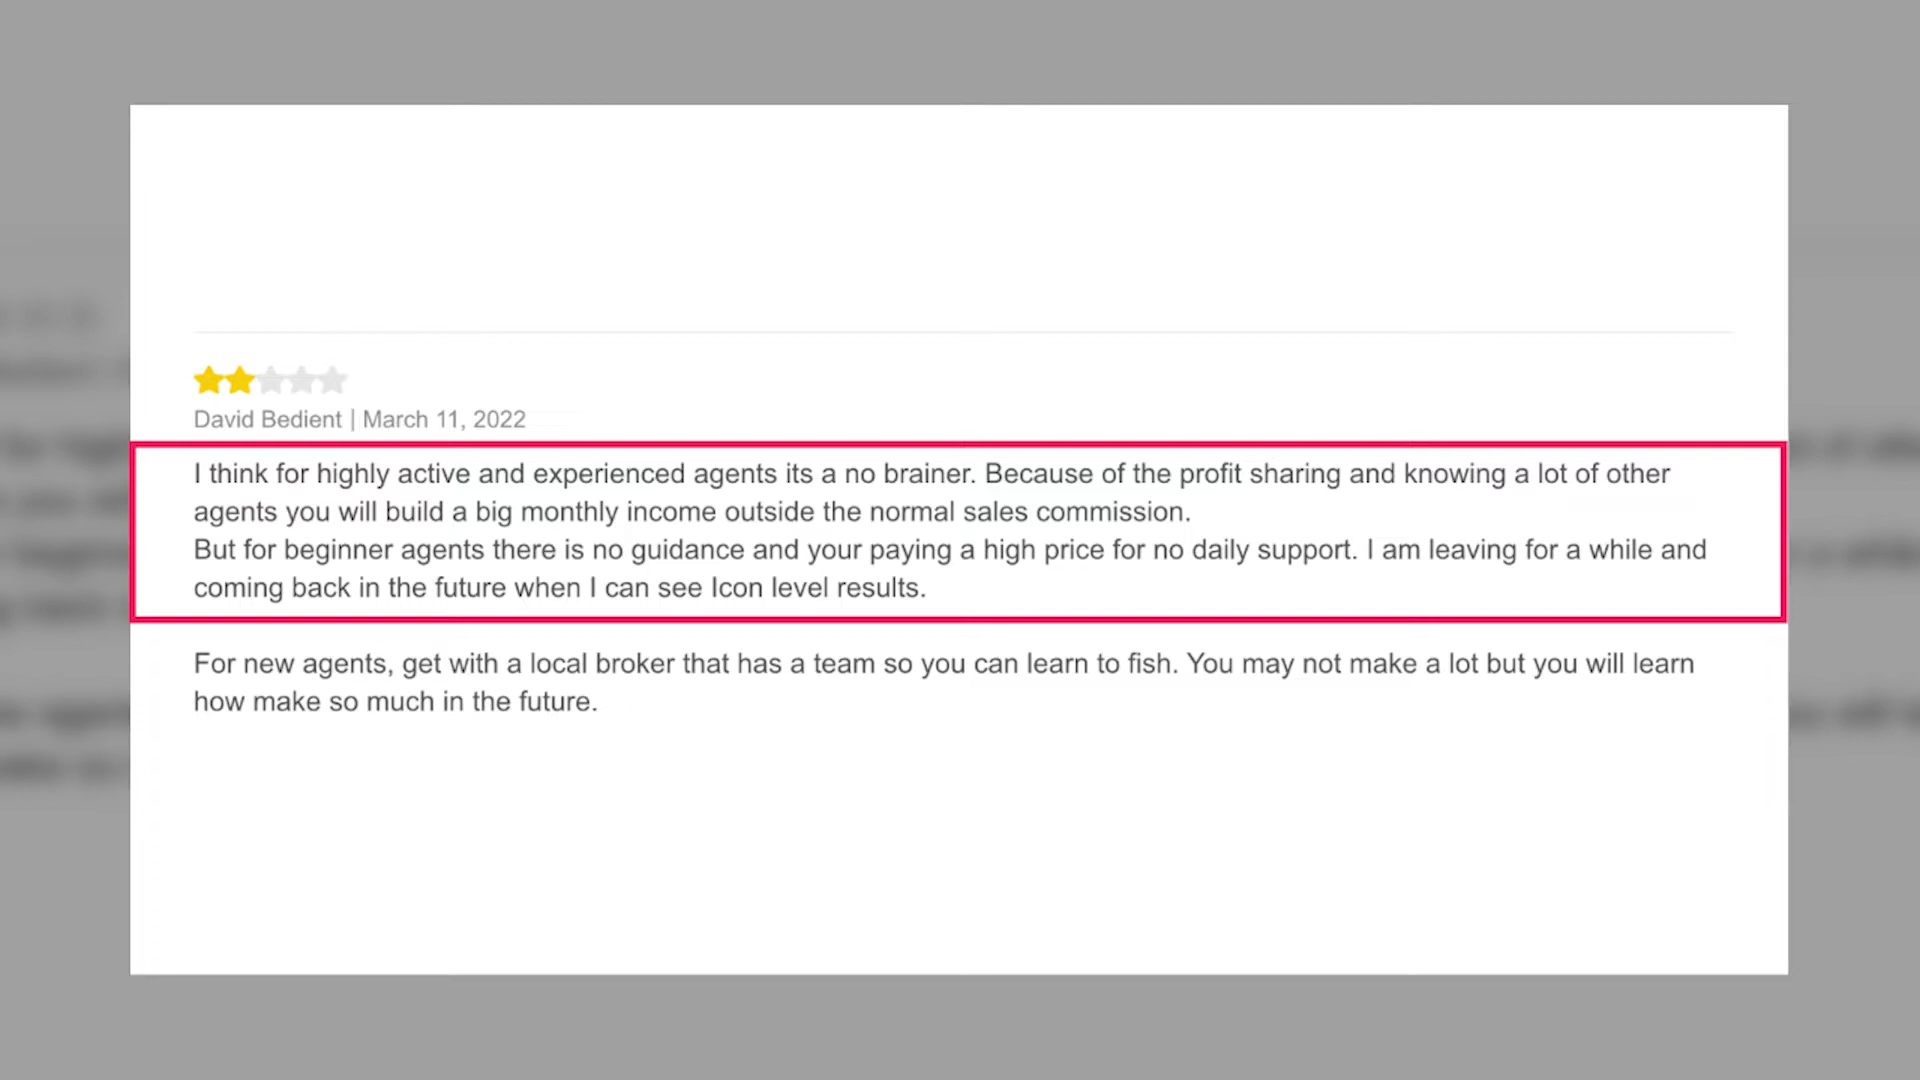 David Bedient | March 11, 2022
I think for highly active and experienced agents its a no brainer. Because of the profit sharing and knowing a lot of other
agents you will build a big monthly income outside the normal sales commission.
But for beginner agents there is no guidance and your paying a high price for no daily support. I am leaving for a while and
coming back in the future when I can see Icon level results.
For new agents, get with a local broker that has a team so you can learn to fish. You may not make a lot but you will learn
how make so much in the future.